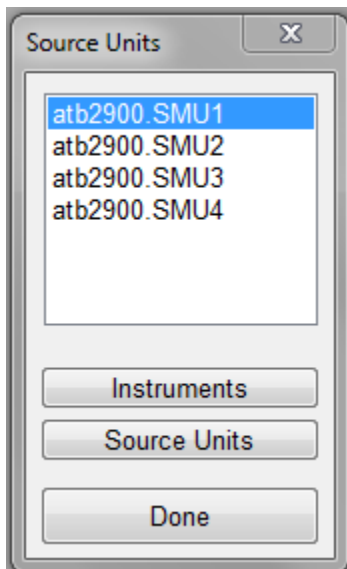 Source Units
atb2900.SMU1
atb2900.SMU2
atb2900.SMU3
atb2900.SMU4
Instruments
Source Units
Done